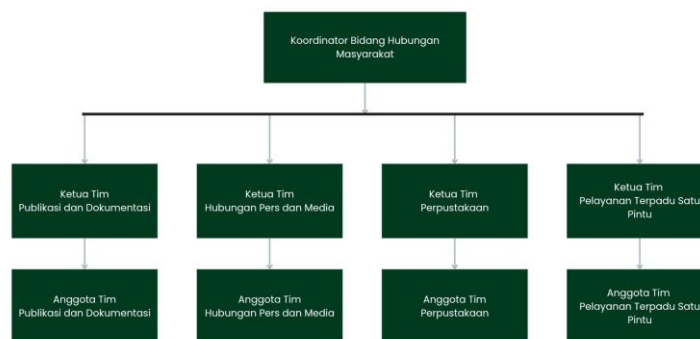 Koordinator Bidang Hubungan
Masyarakat
Ketua Tim
Publikasi dan Dokumentasi
Ketua Tim
Hubungan Pers dan Media
Ketua Tim
Perpustakaan
Ketua Tim
Pelayanan Terpadu Satu
Pintu
Anggota Tim
Publikasi dan Dokumentasi
Anggota Tim
Hubungan Pers dan Media
Anggota Tim
Perpustakaan
Anggota Tim
Pelayanan Terpadu Satu
Pintu